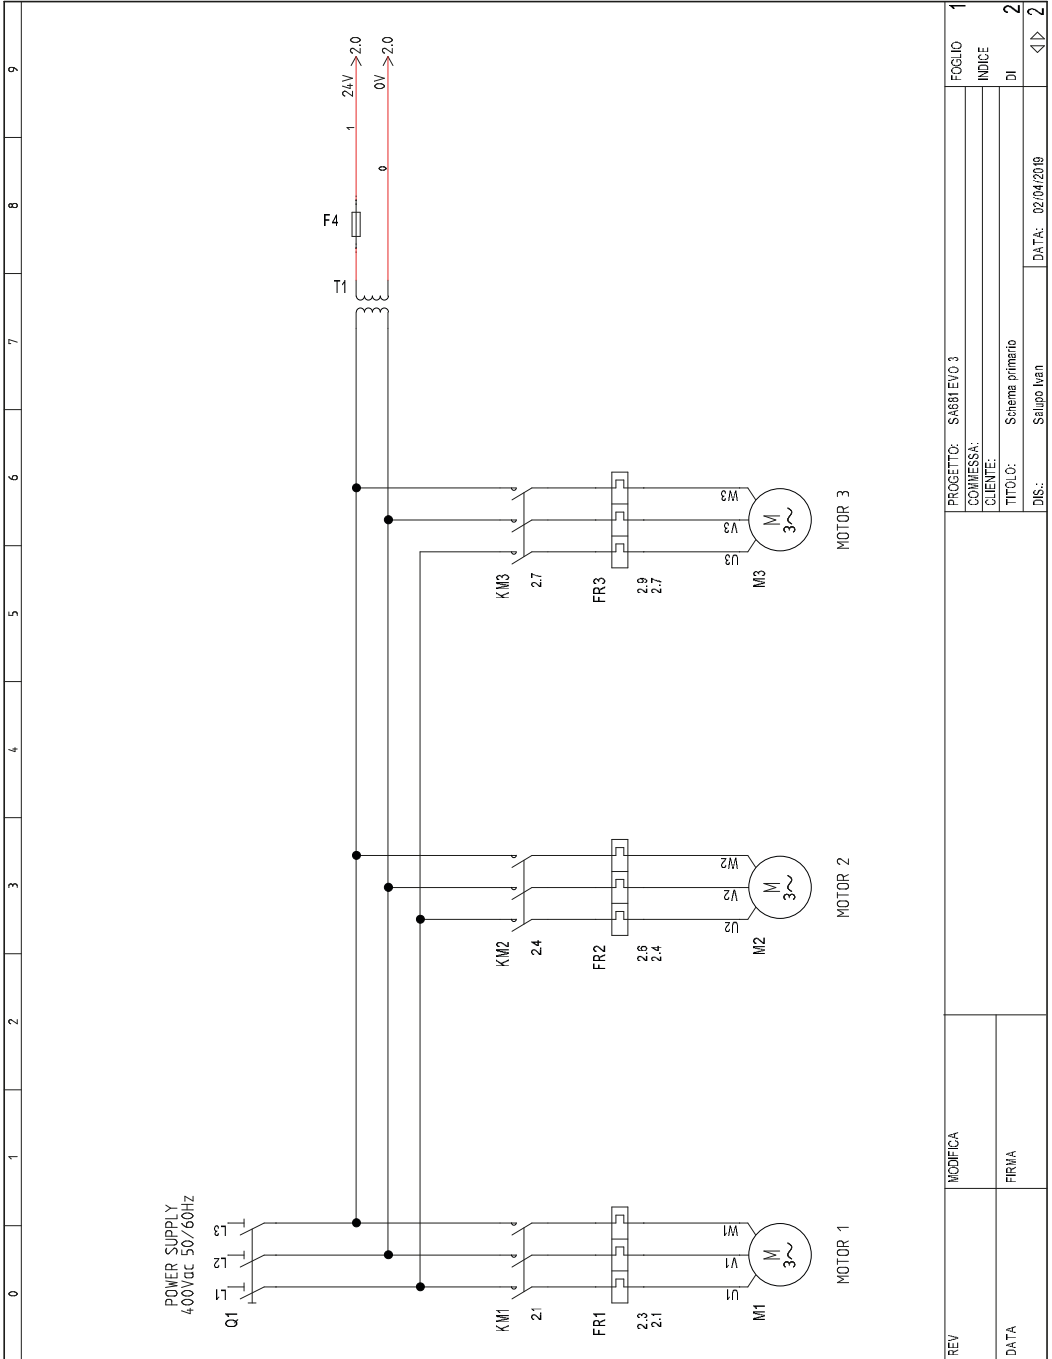 0 1 2 3 4 5 6 7 8 9
POWER SUPPLY
400Vac 50/60Hz
Q1
L1 L2 L3
24V 2.0
1
0V 2.0
0
F4
T1
KM1
2.1
KM2
2.4
KM3
2.7
FR1
2.3
2.1
FR2
2.6
2.4
FR3
2.9
2.7
U1 V1 W1
U2 V2 W2
U3 V3 W3
M1
M
3~
M2
M
3~
M3
M
3~
MOTOR 1
MOTOR 2
MOTOR 3
REV
MODIFICA
DATA
FIRMA
PROGETTO: SA681 EVO 3
COMMESSA:
CLIENTE:
TITOLO: Schema primario
DIS.: Salupo Ivan
DATA: 02/04/2019
FOGLIO 1
INDICE
DI 2
2